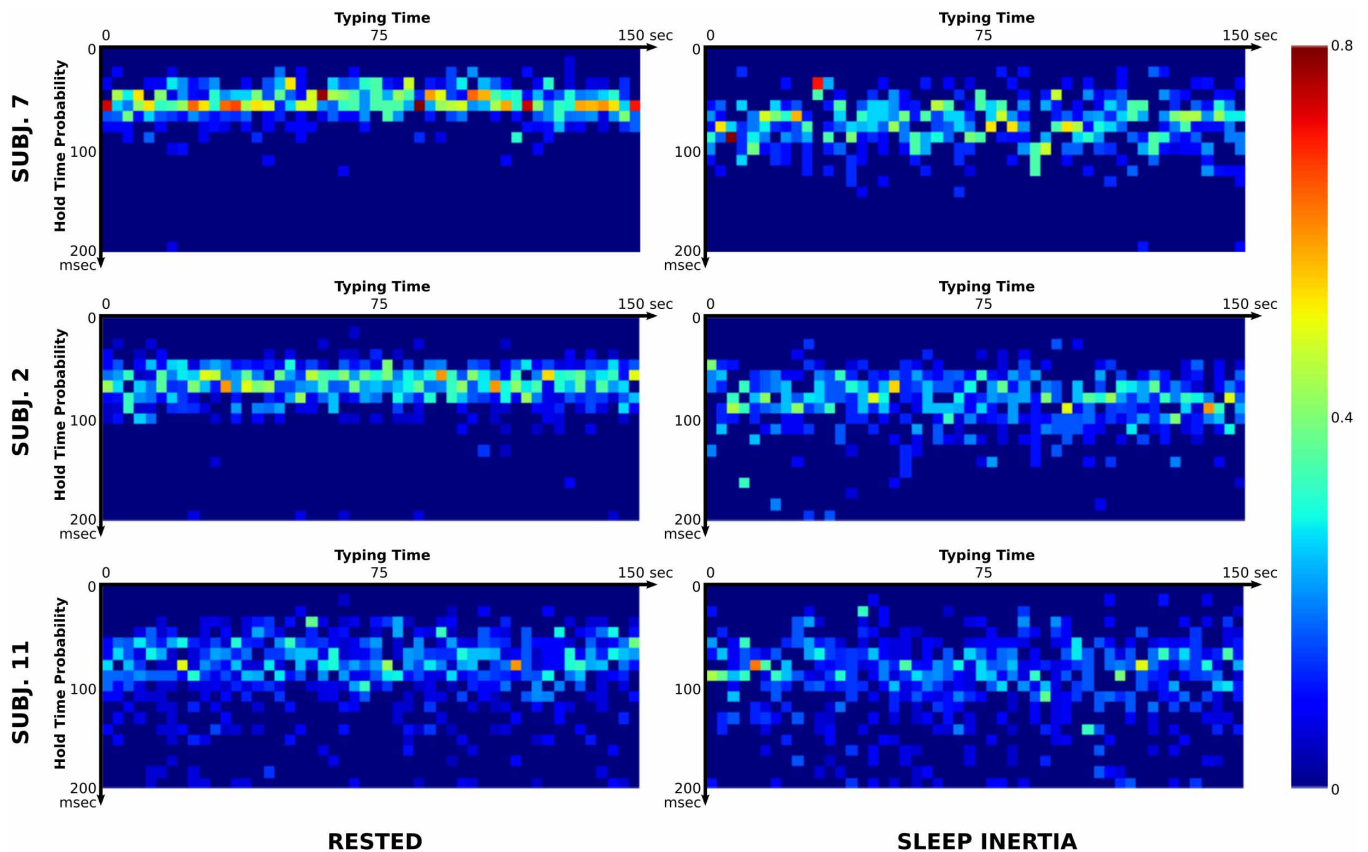 Typing Time
0 75 150 sec
0
100
200
msec
Hold Time Probability
SUBJ. 7
Typing Time
0 75 150 sec
0
100
200
msec
0.8
0.4
0
Typing Time
0 75 150 sec
0
100
200
msec
Hold Time Probability
SUBJ. 2
Typing Time
0 75 150 sec
0
100
200
msec
Typing Time
0 75 150 sec
0
100
200
msec
Hold Time Probability
SUBJ. 11
Typing Time
0 75 150 sec
0
100
200
msec
RESTED
SLEEP INERTIA